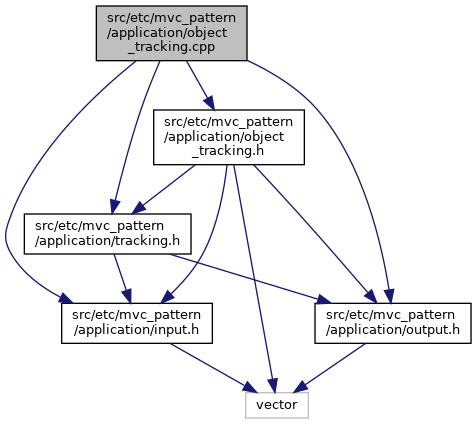 src/etc/mvc_pattern
/application/object
_tracking.cpp
src/etc/mvc_pattern
/application/object
_tracking.h
src/etc/mvc_pattern
/application/tracking.h
src/etc/mvc_pattern
/application/input.h
src/etc/mvc_pattern
/application/output.h
vector